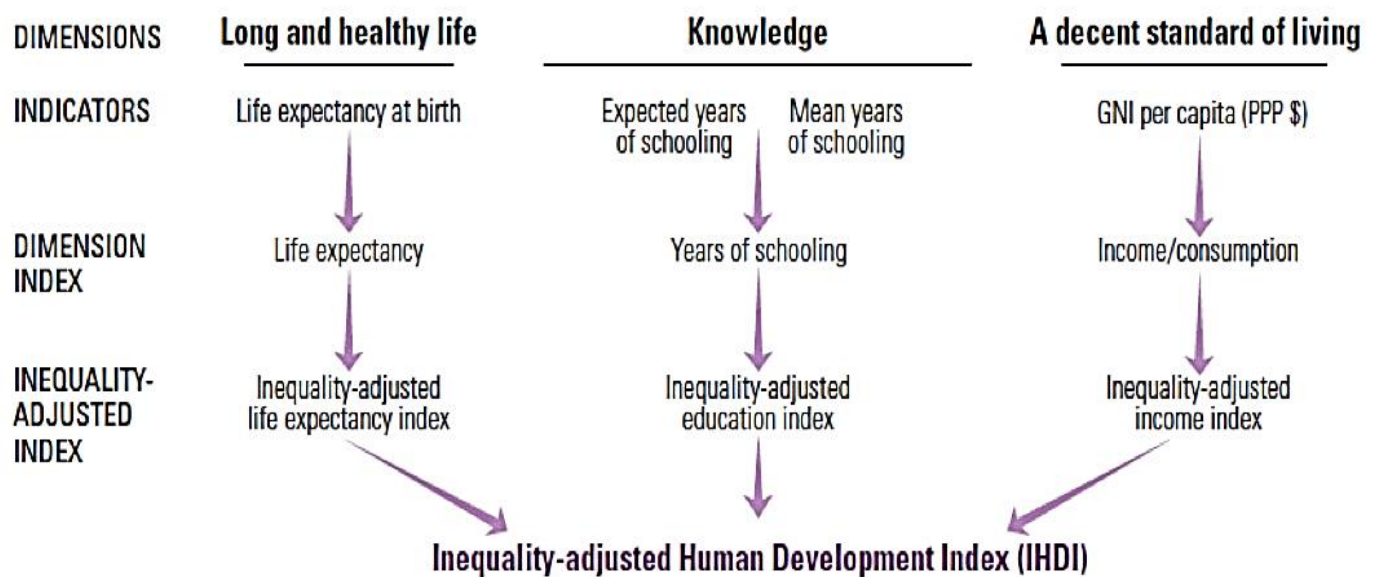 DIMENSIONS
Long and healthy life
Knowledge
A decent standard of living
INDICATORS
Life expectancy at birth
Expected years
of schooling
Mean years
of schooling
GNI per capita (PPP $)
DIMENSION
INDEX
Life expectancy
Years of schooling
Income/consumption
INEQUALITY-
ADJUSTED
INDEX
Inequality-adjusted
life expectancy index
Inequality-adjusted
education index
Inequality-adjusted
income index
Inequality-adjusted Human Development Index (IHDI)